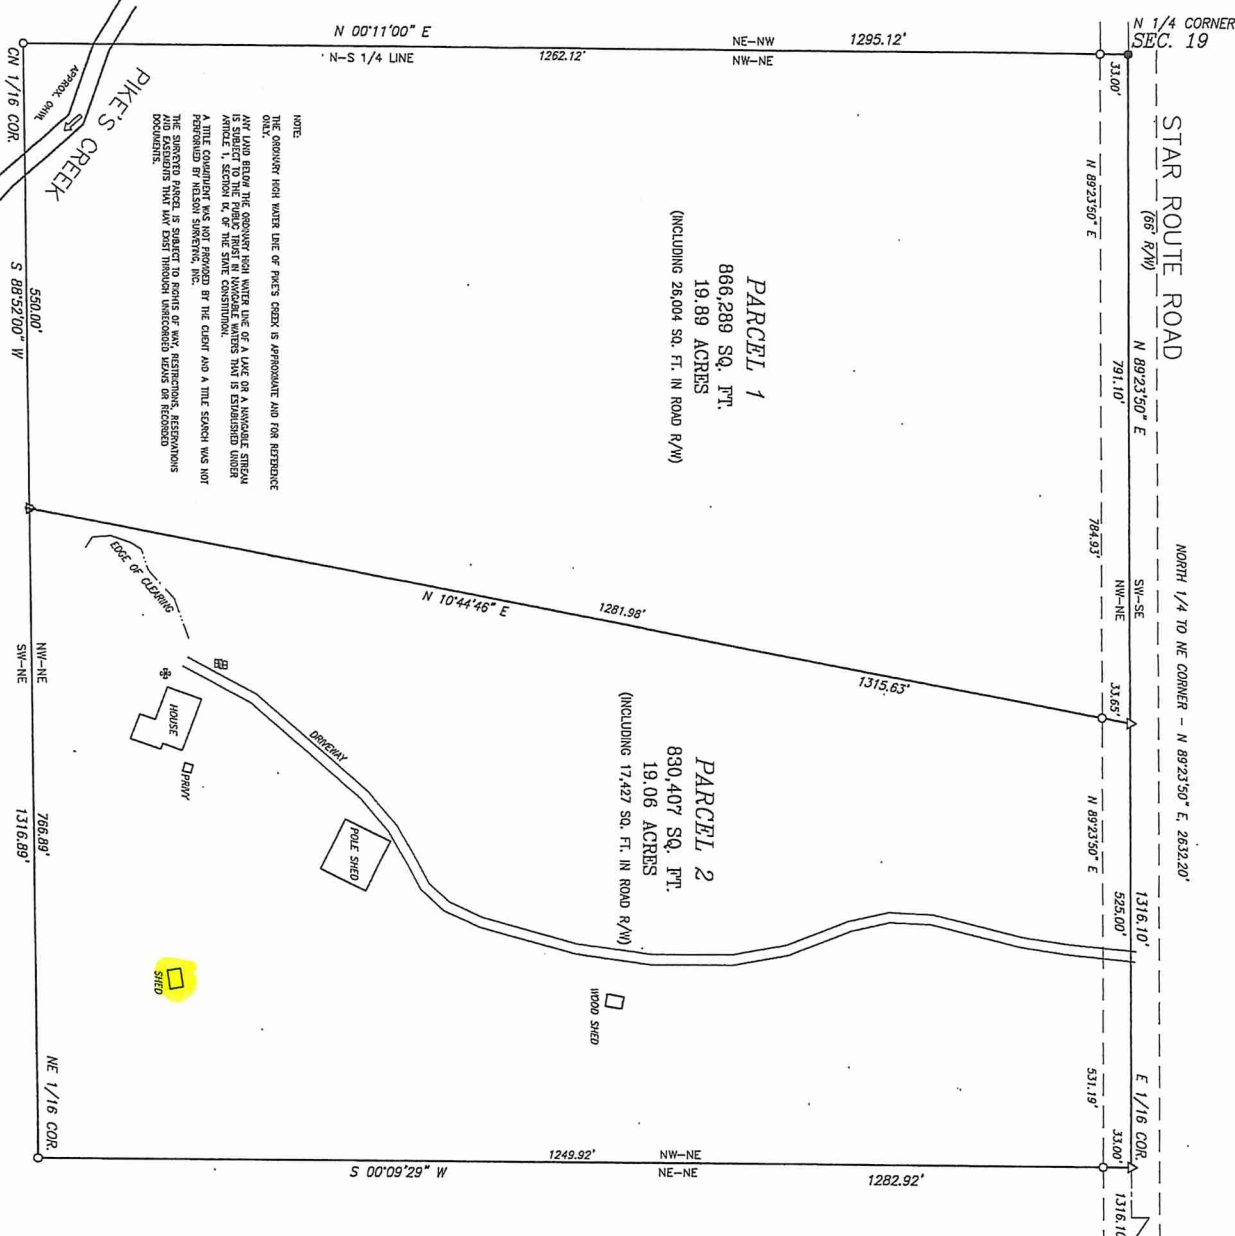 N 1/4 CORNER
SEC. 19
N 00°11'00" E
N-S 1/4 LINE
1262.12'
NE-NW
NW-NE
1295.12'
33.00'
STAR ROUTE ROAD
(66' R/W)
N 89°23'50" E
N 89°23'50" E
791.10'
784.93'
NORTH 1/4 TO NE CORNER - N 89°23'50" E, 2632.20'
SW-SE
NW-NE
33.65'
N 89°23'50" E
1316.10'
525.00'
531.19'
E 1/16 COR.
33.00'
1316.10
CN 1/16 COR.
APPROX. OHWL
PIKE'S CREEK
NOTE:
THE ORDINARY HIGH WATER LINE OF PIKE'S CREEK IS APPROXIMATE AND FOR REFERENCE
ONLY.
ANY LAND BELOW THE ORDINARY HIGH WATER LINE OF A LAKE OR A NAVIGABLE STREAM
IS SUBJECT TO THE PUBLIC TRUST IN NAVIGABLE WATERS THAT IS ESTABLISHED UNDER
ARTICLE 1, SECTION IX, OF THE STATE CONSTITUTION.
A TITLE COMMITMENT WAS NOT PROVIDED BY THE CLIENT AND A TITLE SEARCH WAS NOT
PERFORMED BY NELSON SURVEYING, INC.
THE SURVEYED PARCEL IS SUBJECT TO RIGHTS OF WAY, RESTRICTIONS, RESERVATIONS
AND EASEMENTS THAT MAY EXIST THROUGH UNRECORDED MEANS OR RECORDED
DOCUMENTS.
PARCEL 1
866,289 SQ. FT.
19.89 ACRES
(INCLUDING 26,004 SQ. FT. IN ROAD R/W)
550.00'
S 88°52'00" W
N 10°44'46" E
1281.98'
1315.63'
EDGE OF CLEARING
PARCEL 2
830,407 SQ. FT.
19.06 ACRES
(INCLUDING 17,427 SQ. FT. IN ROAD R/W)
DRIVEWAY
HOUSE
PRIVY
POLE SHED
SHED
WOOD SHED
NW-NE
SW-NE
766.89'
1316.89'
NE 1/16 COR.
S 00°09'29" W
1249.92'
NW-NE
NE-NE
1282.92'